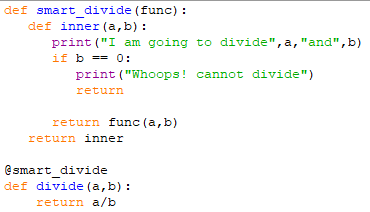 def smart_divide(func):
    def inner(a,b):
        print("I am going to divide",a,"and",b)
        if b == 0:
            print("Whoops! cannot divide")
            return

        return func(a,b)
    return inner

@smart_divide
def divide(a,b):
    return a/b